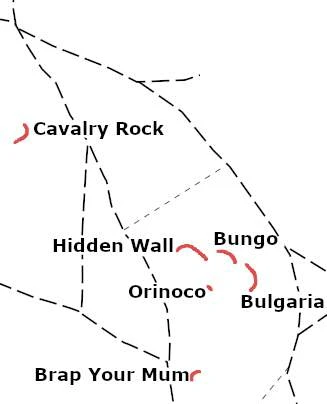 Cavalry Rock
Hidden Wall
Bungo
Orinoco
Bulgaria
Brap Your Mum